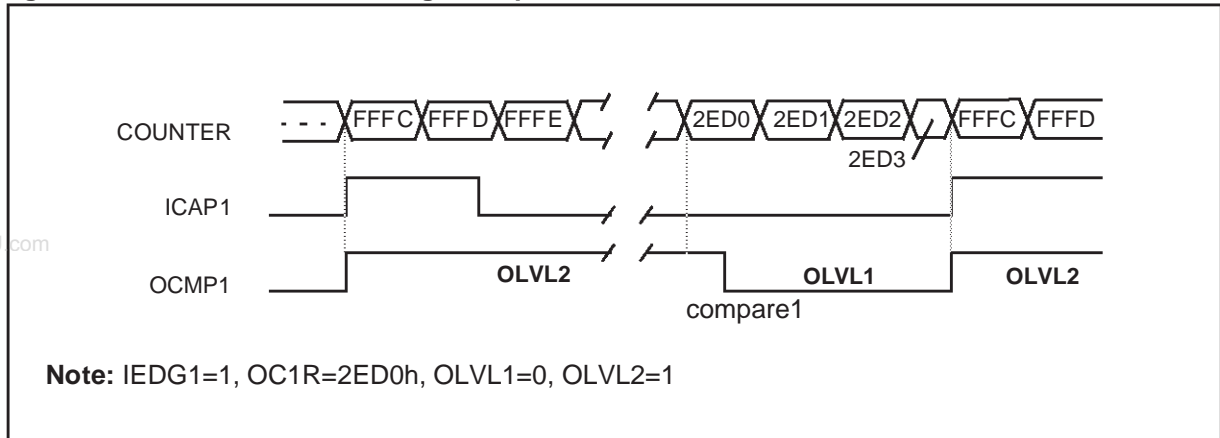 COUNTER
- - -
FFFC FFFD FFFE
2ED0 2ED1 2ED2
FFFC FFFD
2ED3
ICAP1
.com
OCMP1
OLVL2
OLVL1
OLVL2
compare1
Note: IEDG1=1, OC1R=2ED0h, OLVL1=0, OLVL2=1